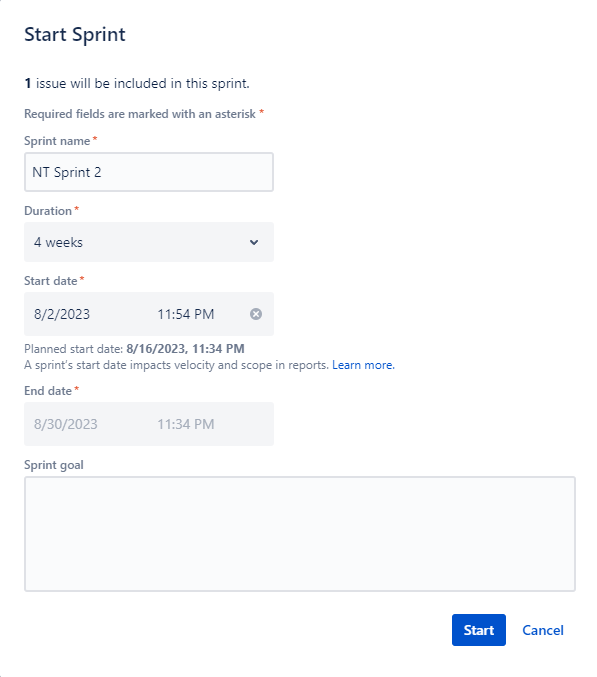 Start Sprint
1 issue will be included in this sprint.
Required fields are marked with an asterisk *
Sprint name *
NT Sprint 2
Duration *
4 weeks
Start date *
8/2/2023 11:54 PM
Planned start date: 8/16/2023, 11:34 PM
A sprint's start date impacts velocity and scope in reports. Learn more.
End date *
8/30/2023 11:34 PM
Sprint goal
Start Cancel